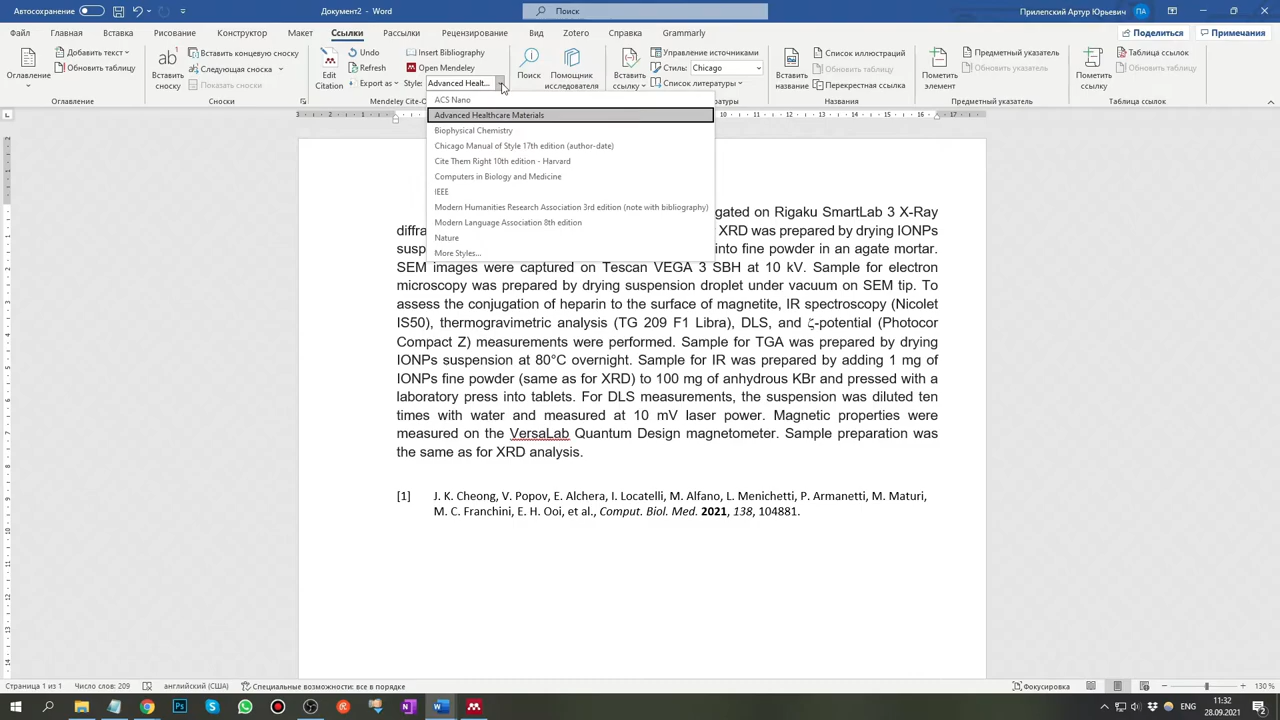 Автосохранение
Документ2 - Word
Поиск
Прилепский Артур Юрьевич
Файл Главная Вставка Рисование Конструктор Макет Ссылки Рассылки Рецензирование Вид Zotero Справка Grammarly
Поделиться Примечания
Оглавление
Добавить текст
Обновить таблицу
Оглавление
Вставить сноску
ab
Вставить концевую сноску
Следующая сноска
Показать сноски
Сноски
Edit Citation
Undo
Refresh
Export as
Insert Bibliography
Open Mendeley
Style: Advanced Healt...
Mendeley Cite-O
Поиск
Помощник исследователя
Вставить ссылку
Управление источниками
Стиль: Chicago
Список литературы
Вставить название
Список иллюстраций
Обновить таблицу
Названия
Пометить элемент
Предметный указатель
Обновить указатель
Предметный указатель
Пометить ссылку
Таблица ссылок
Обновить таблицу
Таблица ссылок
ACS Nano
Advanced Healthcare Materials
Biophysical Chemistry
Chicago Manual of Style 17th edition (author-date)
Cite Them Right 10th edition - Harvard
Computers in Biology and Medicine
IEEE
Modern Humanities Research Association 3rd edition (note with bibliography)
Modern Language Association 8th edition
Nature
More Styles...
gated on Rigaku SmartLab 3 X-Ray
diffra XRD was prepared by drying IONPs
susp into fine powder in an agate mortar.
SEM images were captured on Tescan VEGA 3 SBH at 10 kV. Sample for electron
microscopy was prepared by drying suspension droplet under vacuum on SEM tip. To
assess the conjugation of heparin to the surface of magnetite, IR spectroscopy (Nicolet
IS50), thermogravimetric analysis (TG 209 F1 Libra), DLS, and ζ-potential (Photocor
Compact Z) measurements were performed. Sample for TGA was prepared by drying
IONPs suspension at 80°C overnight. Sample for IR was prepared by adding 1 mg of
IONPs fine powder (same as for XRD) to 100 mg of anhydrous KBr and pressed with a
laboratory press into tablets. For DLS measurements, the suspension was diluted ten
times with water and measured at 10 mV laser power. Magnetic properties were
measured on the VersaLab Quantum Design magnetometer. Sample preparation was
the same as for XRD analysis.
[1] J. K. Cheong, V. Popov, E. Alchera, I. Locatelli, M. Alfano, L. Menichetti, P. Armanetti, M. Maturi,
M. C. Franchini, E. H. Ooi, et al., Comput. Biol. Med. 2021, 138, 104881.
Страница 1 из 1 Число слов: 209 английский (США) Специальные возможности: все в порядке
Фокусировка 130 %
11:32
28.09.2021